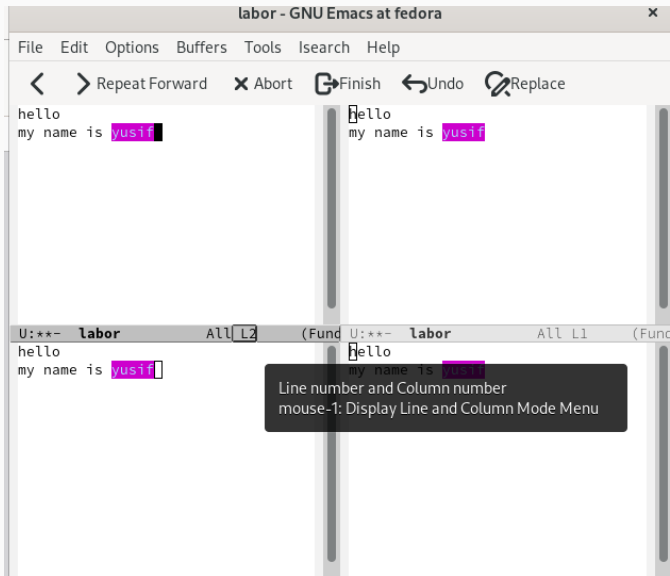 labor - GNU Emacs at fedora
File Edit Options Buffers Tools Isearch Help
Repeat Forward Abort Finish Undo Replace
hello
my name is yusif
hello
my name is yusif
U:**- labor All L2 (Fund
U:**- labor All L1 (Func
hello
my name is yusif
hello
my name is yusif
Line number and Column number
mouse-1: Display Line and Column Mode Menu